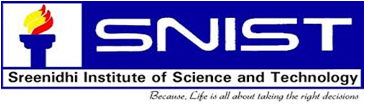 SNIST
Sreenidhi Institute of Science and Technology
Because, Life is all about taking the right decisions